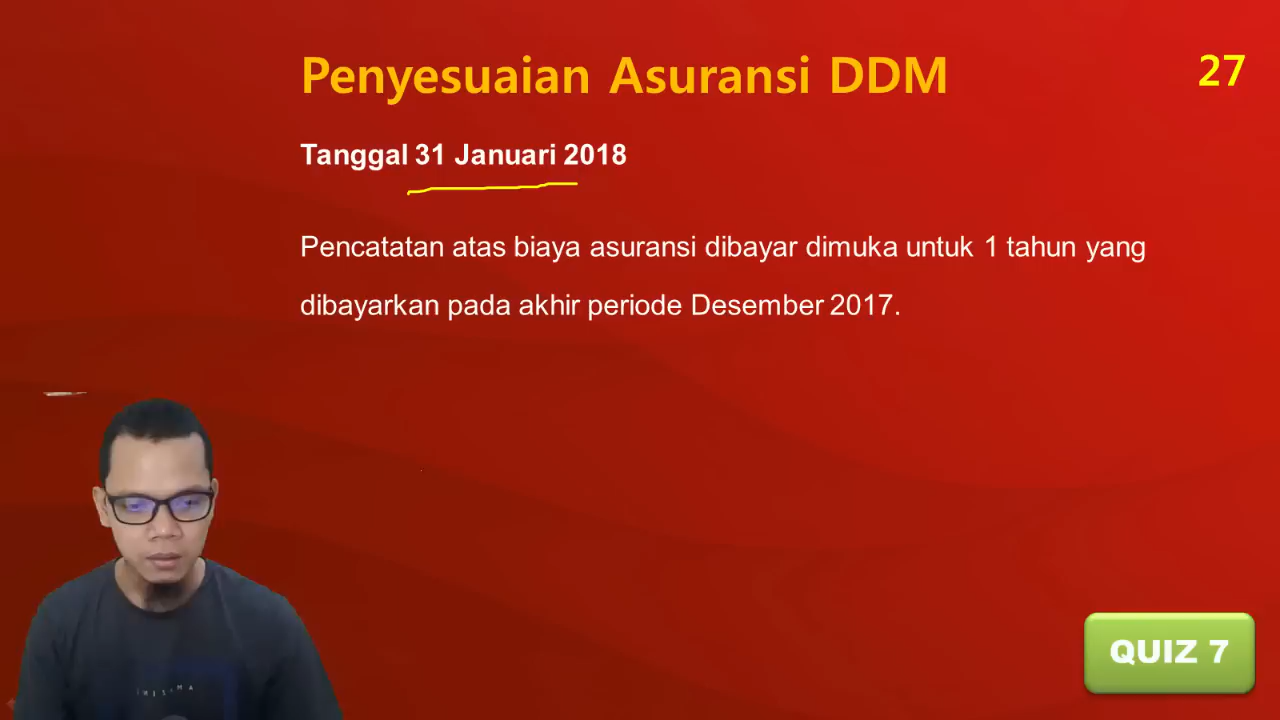 Penyesuaian Asuransi DDM
27
Tanggal 31 Januari 2018
Pencatatan atas biaya asuransi dibayar dimuka untuk 1 tahun yang
dibayarkan pada akhir periode Desember 2017.
QUIZ 7